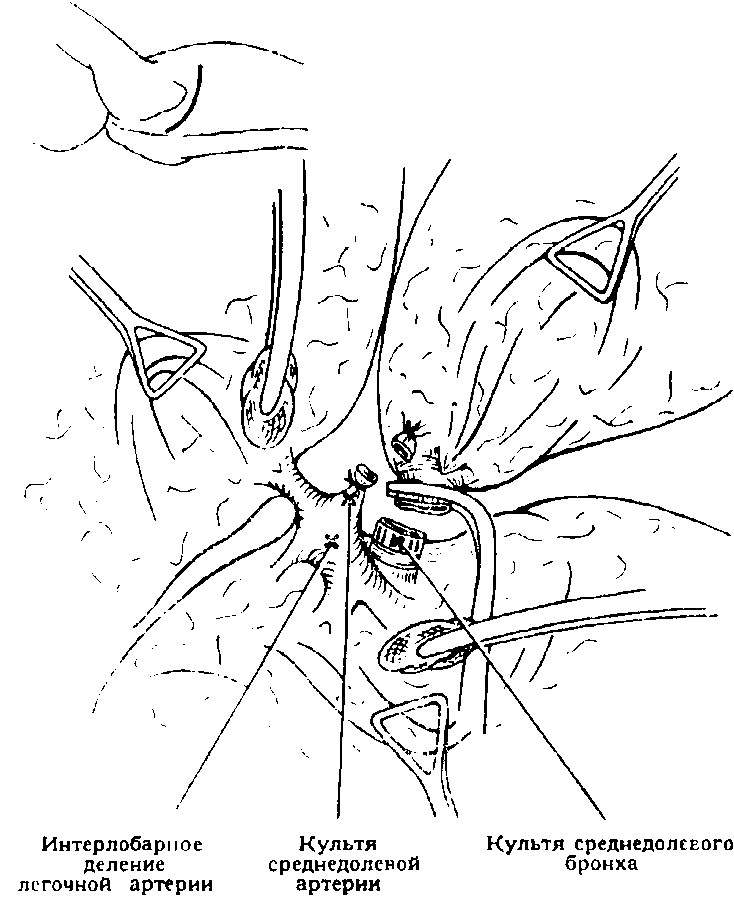 Интерлобарное
деление
легочной артерии
Культя
среднедолевой
артерии
Культя среднедолевого
бронха